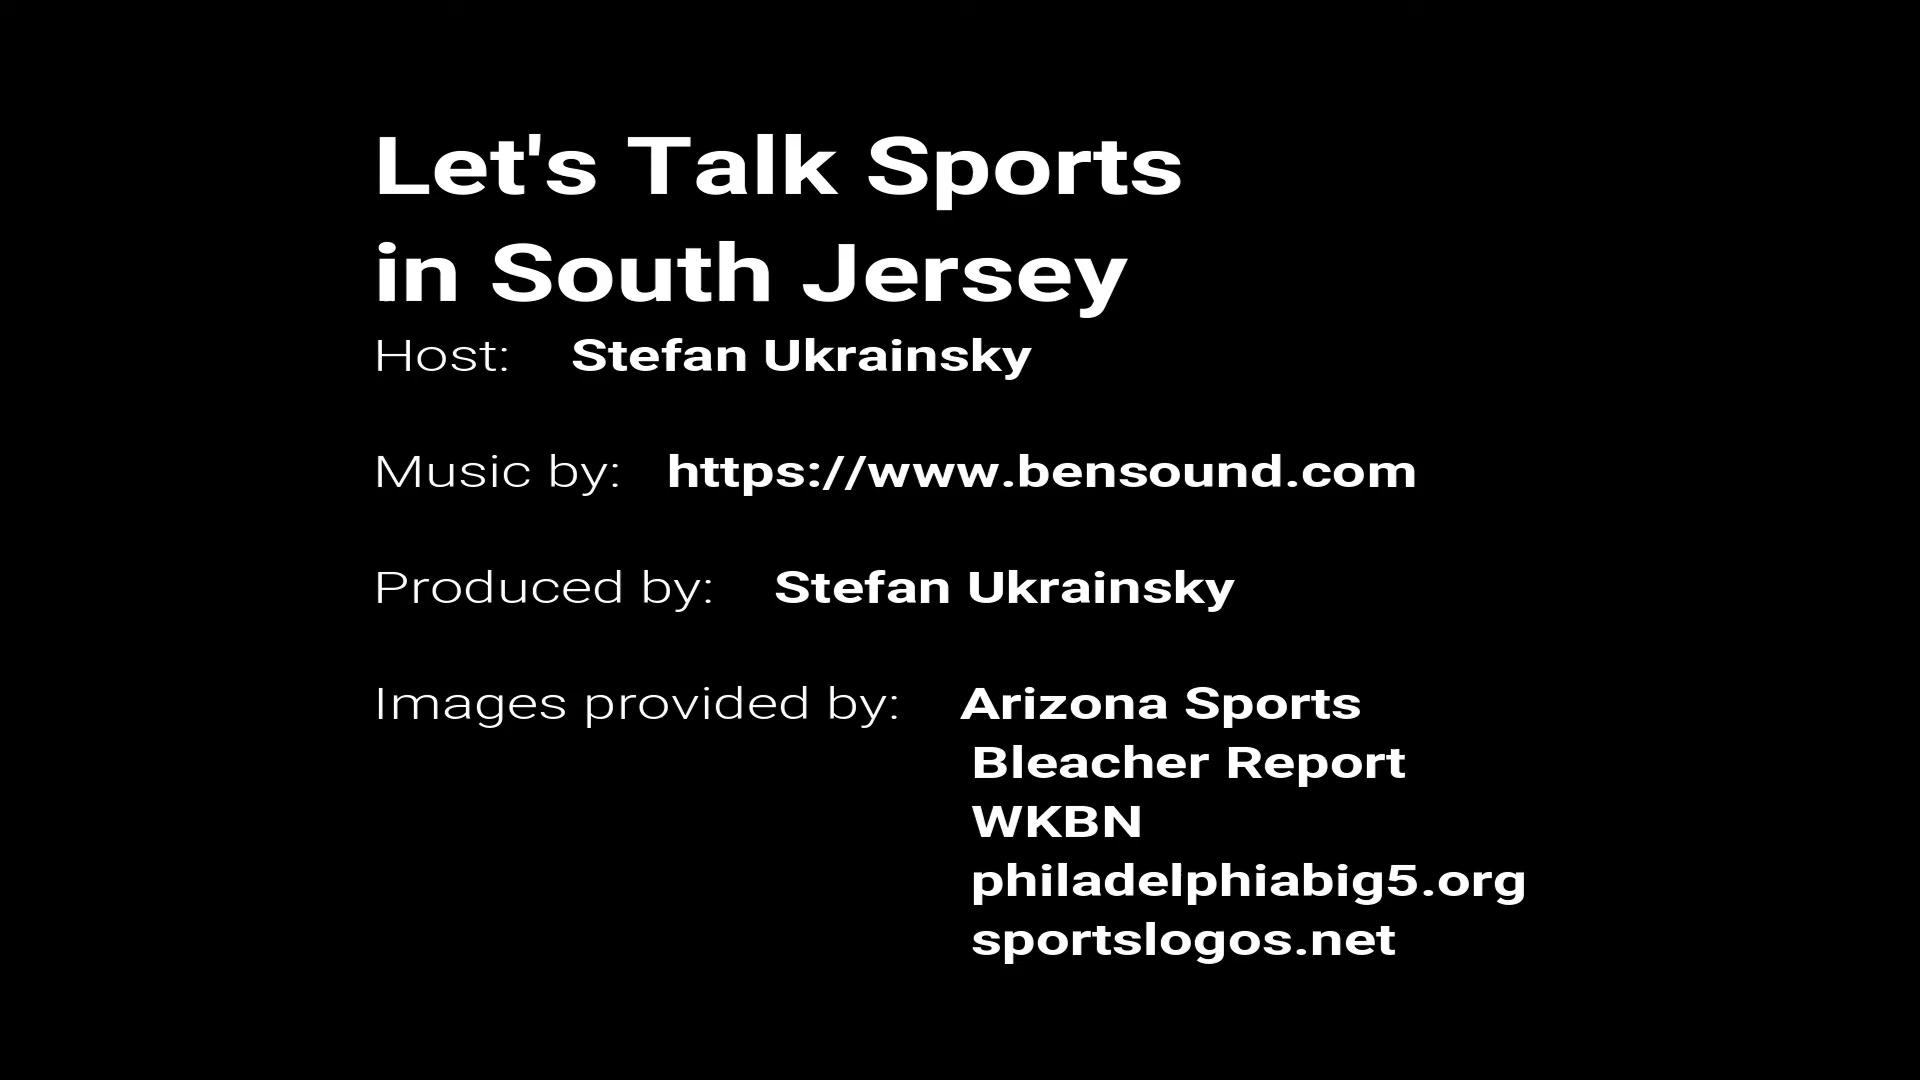 Let's Talk Sports
in South Jersey
Host: Stefan Ukrainsky
Music by: https://www.bensound.com
Produced by: Stefan Ukrainsky
Images provided by: Arizona Sports
Bleacher Report
WKBN
philadelphiabig5.org
sportslogos.net